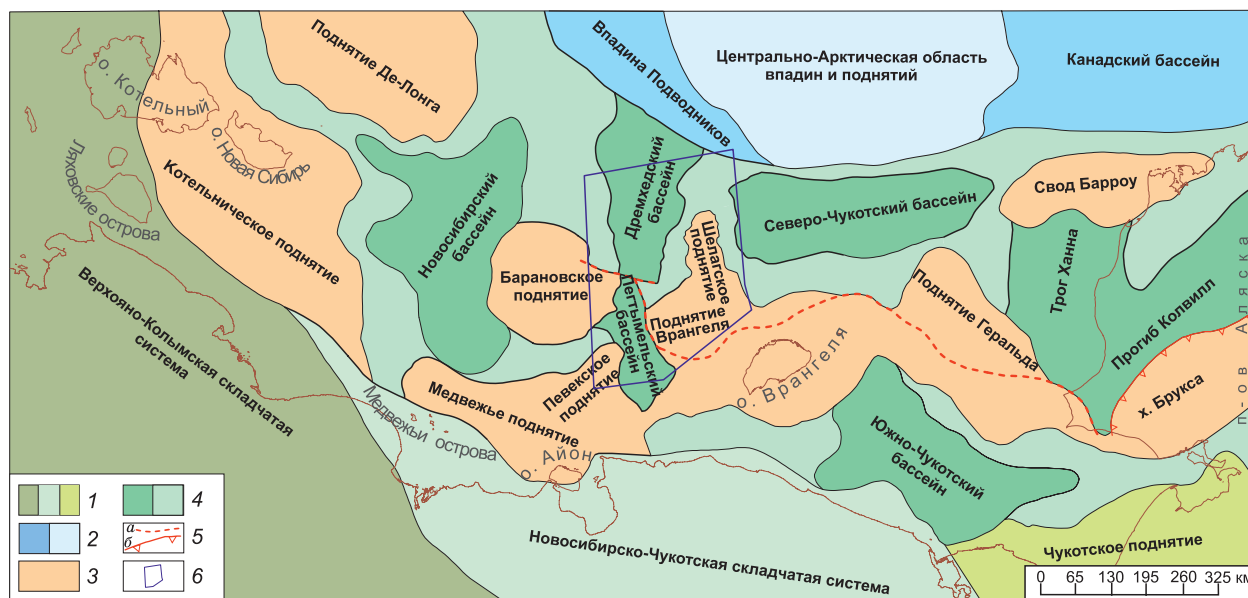 Поднятие Де-Лонга
Впадина Подводников
Центрально-Арктическая область
впадин и поднятий
Канадский бассейн
о. Котельный
о. Новая Сибирь
Ляховские острова
Котельническое поднятие
Новосибирский
бассейн
Дремхедский
бассейн
Северо-Чукотский бассейн
Свод Барроу
Шелагское
поднятие
Барановское
поднятие
Леттымельский
бассейн
Поднятие
Врангеля
Поднятие Геральда
Трог Ханна
Прогиб Колвилл
п-ов Аляска
х. Брукса
Верхояно-Колымская складчатая
система
Медвежьи острова
Медвежье поднятие
Певекское
поднятие
о. Врангеля
о. Айон
Южно-Чукотский
бассейн
Новосибирско-Чукотская складчатая система
Чукотское поднятие
1
2
3
4
а
б
5
6
0 65 130 195 260 325 км